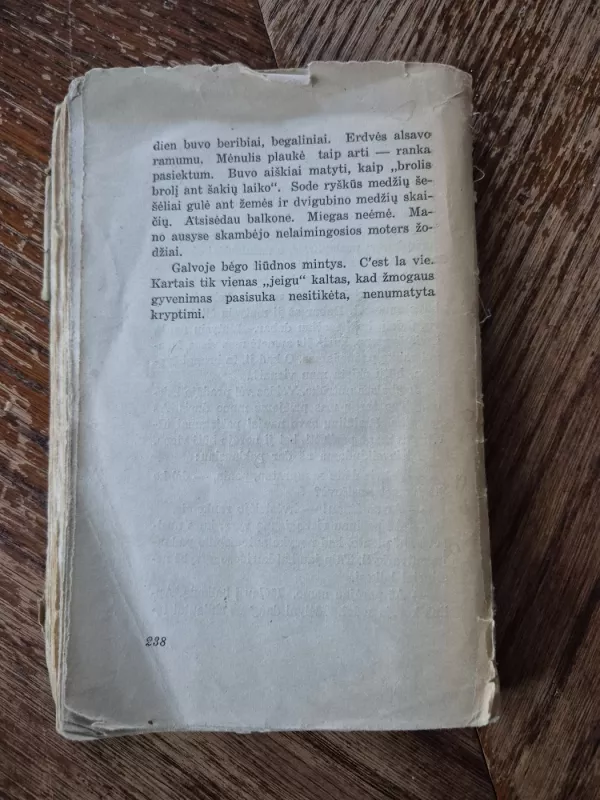 dien buvo beribiai, begaliniai. Erdvės alsavo
ramumu. Mėnulis plaukė taip arti — ranka
pasiektum. Buvo aiškiai matyti, kaip „brolis
brolį ant šakių laiko“. Sode ryškūs medžių še-
šėliai gulė ant žemės ir dvigubino medžių skai-
čių. Atsisėdau balkone. Miegas neėmė. Ma-
no ausyse skambėjo nelaimingosios moters žo-
džiai.
Galvoje bėgo liūdnos mintys. C'est la vie.
Kartais tik vienas „jeigu“ kaltas, kad žmogaus
gyvenimas pasisuka nesitikėta, nenumatyta
kryptimi.
238